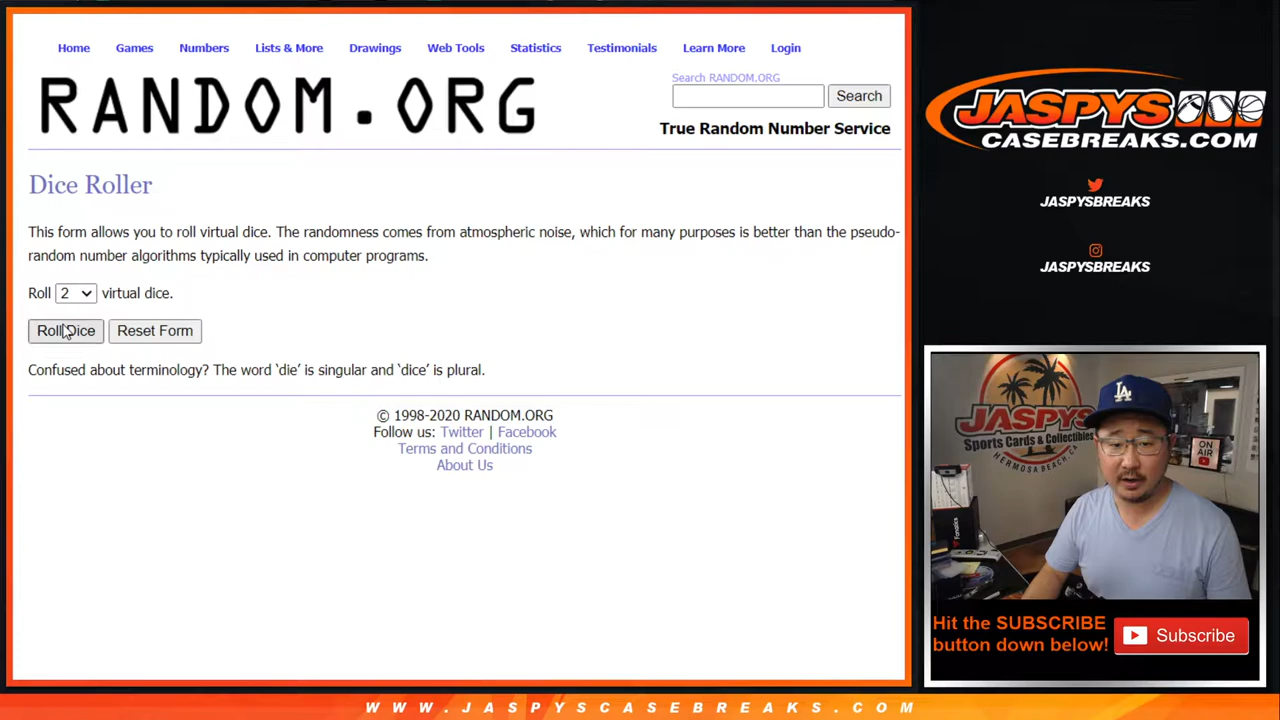 Home Games Numbers Lists & More Drawings Web Tools Statistics Testimonials Learn More Login
Search RANDOM.ORG
RANDOM.ORG
Search
True Random Number Service
Dice Roller
This form allows you to roll virtual dice. The randomness comes from atmospheric noise, which for many purposes is better than the pseudo-
random number algorithms typically used in computer programs.
Roll 2 virtual dice.
Roll Dice Reset Form
Confused about terminology? The word ‘die’ is singular and ‘dice’ is plural.
© 1998-2020 RANDOM.ORG
Follow us: Twitter | Facebook
Terms and Conditions
About Us
JASPYS
CASEBREAKS.COM
JASPYSBREAKS
JASPYSBREAKS
JASPYS
Sports Cards & Collectibles
HERMOSA BEACH, CA
LA
ON
AIR
Fanatics
Hit the SUBSCRIBE
button down below!
Subscribe
WWW.JASPYSCASEBREAKS.COM